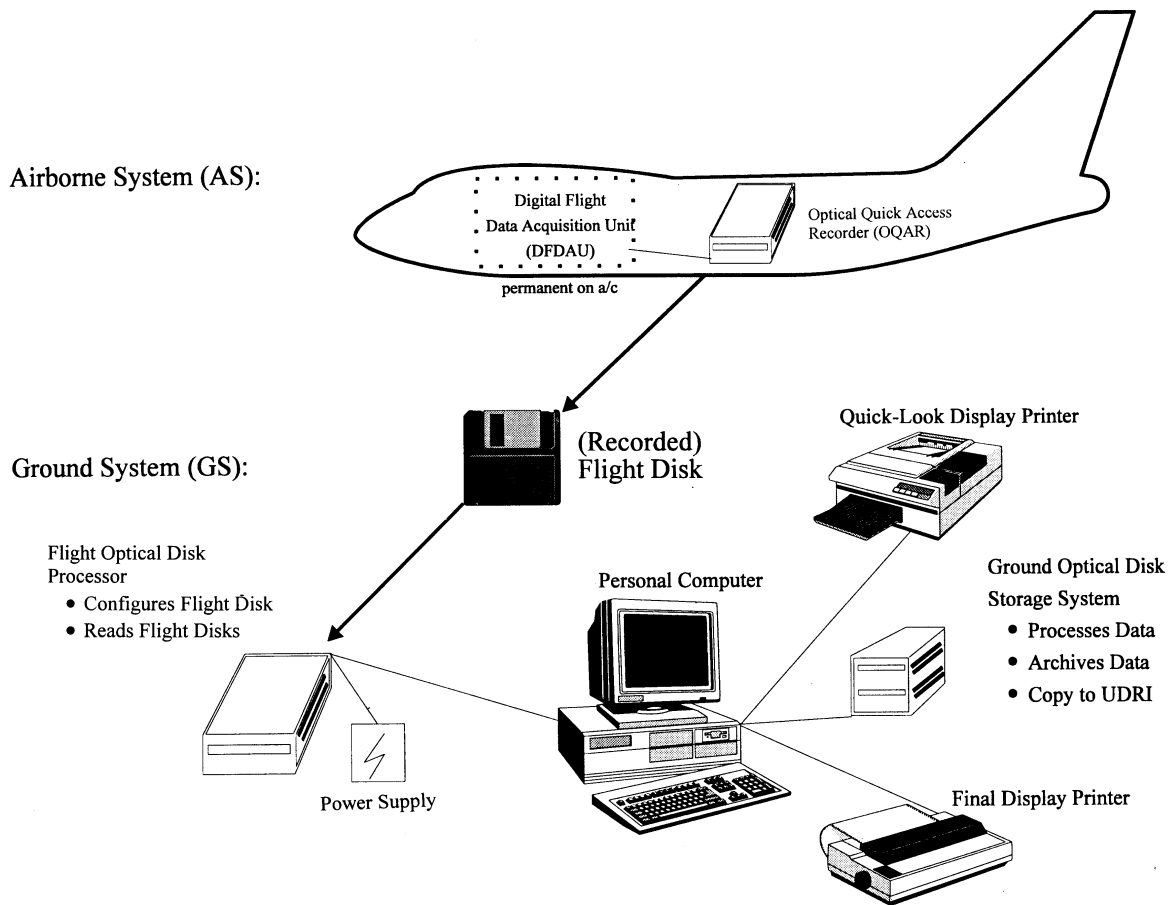 Airborne System (AS):
Digital Flight
Data Acquisition Unit
(DFDAU)
permanent on a/c
Optical Quick Access
Recorder (OQAR)
Ground System (GS):
(Recorded)
Flight Disk
Quick-Look Display Printer
Flight Optical Disk
Processor
• Configures Flight Disk
• Reads Flight Disks
Power Supply
Personal Computer
Ground Optical Disk
Storage System
• Processes Data
• Archives Data
• Copy to UDRI
Final Display Printer